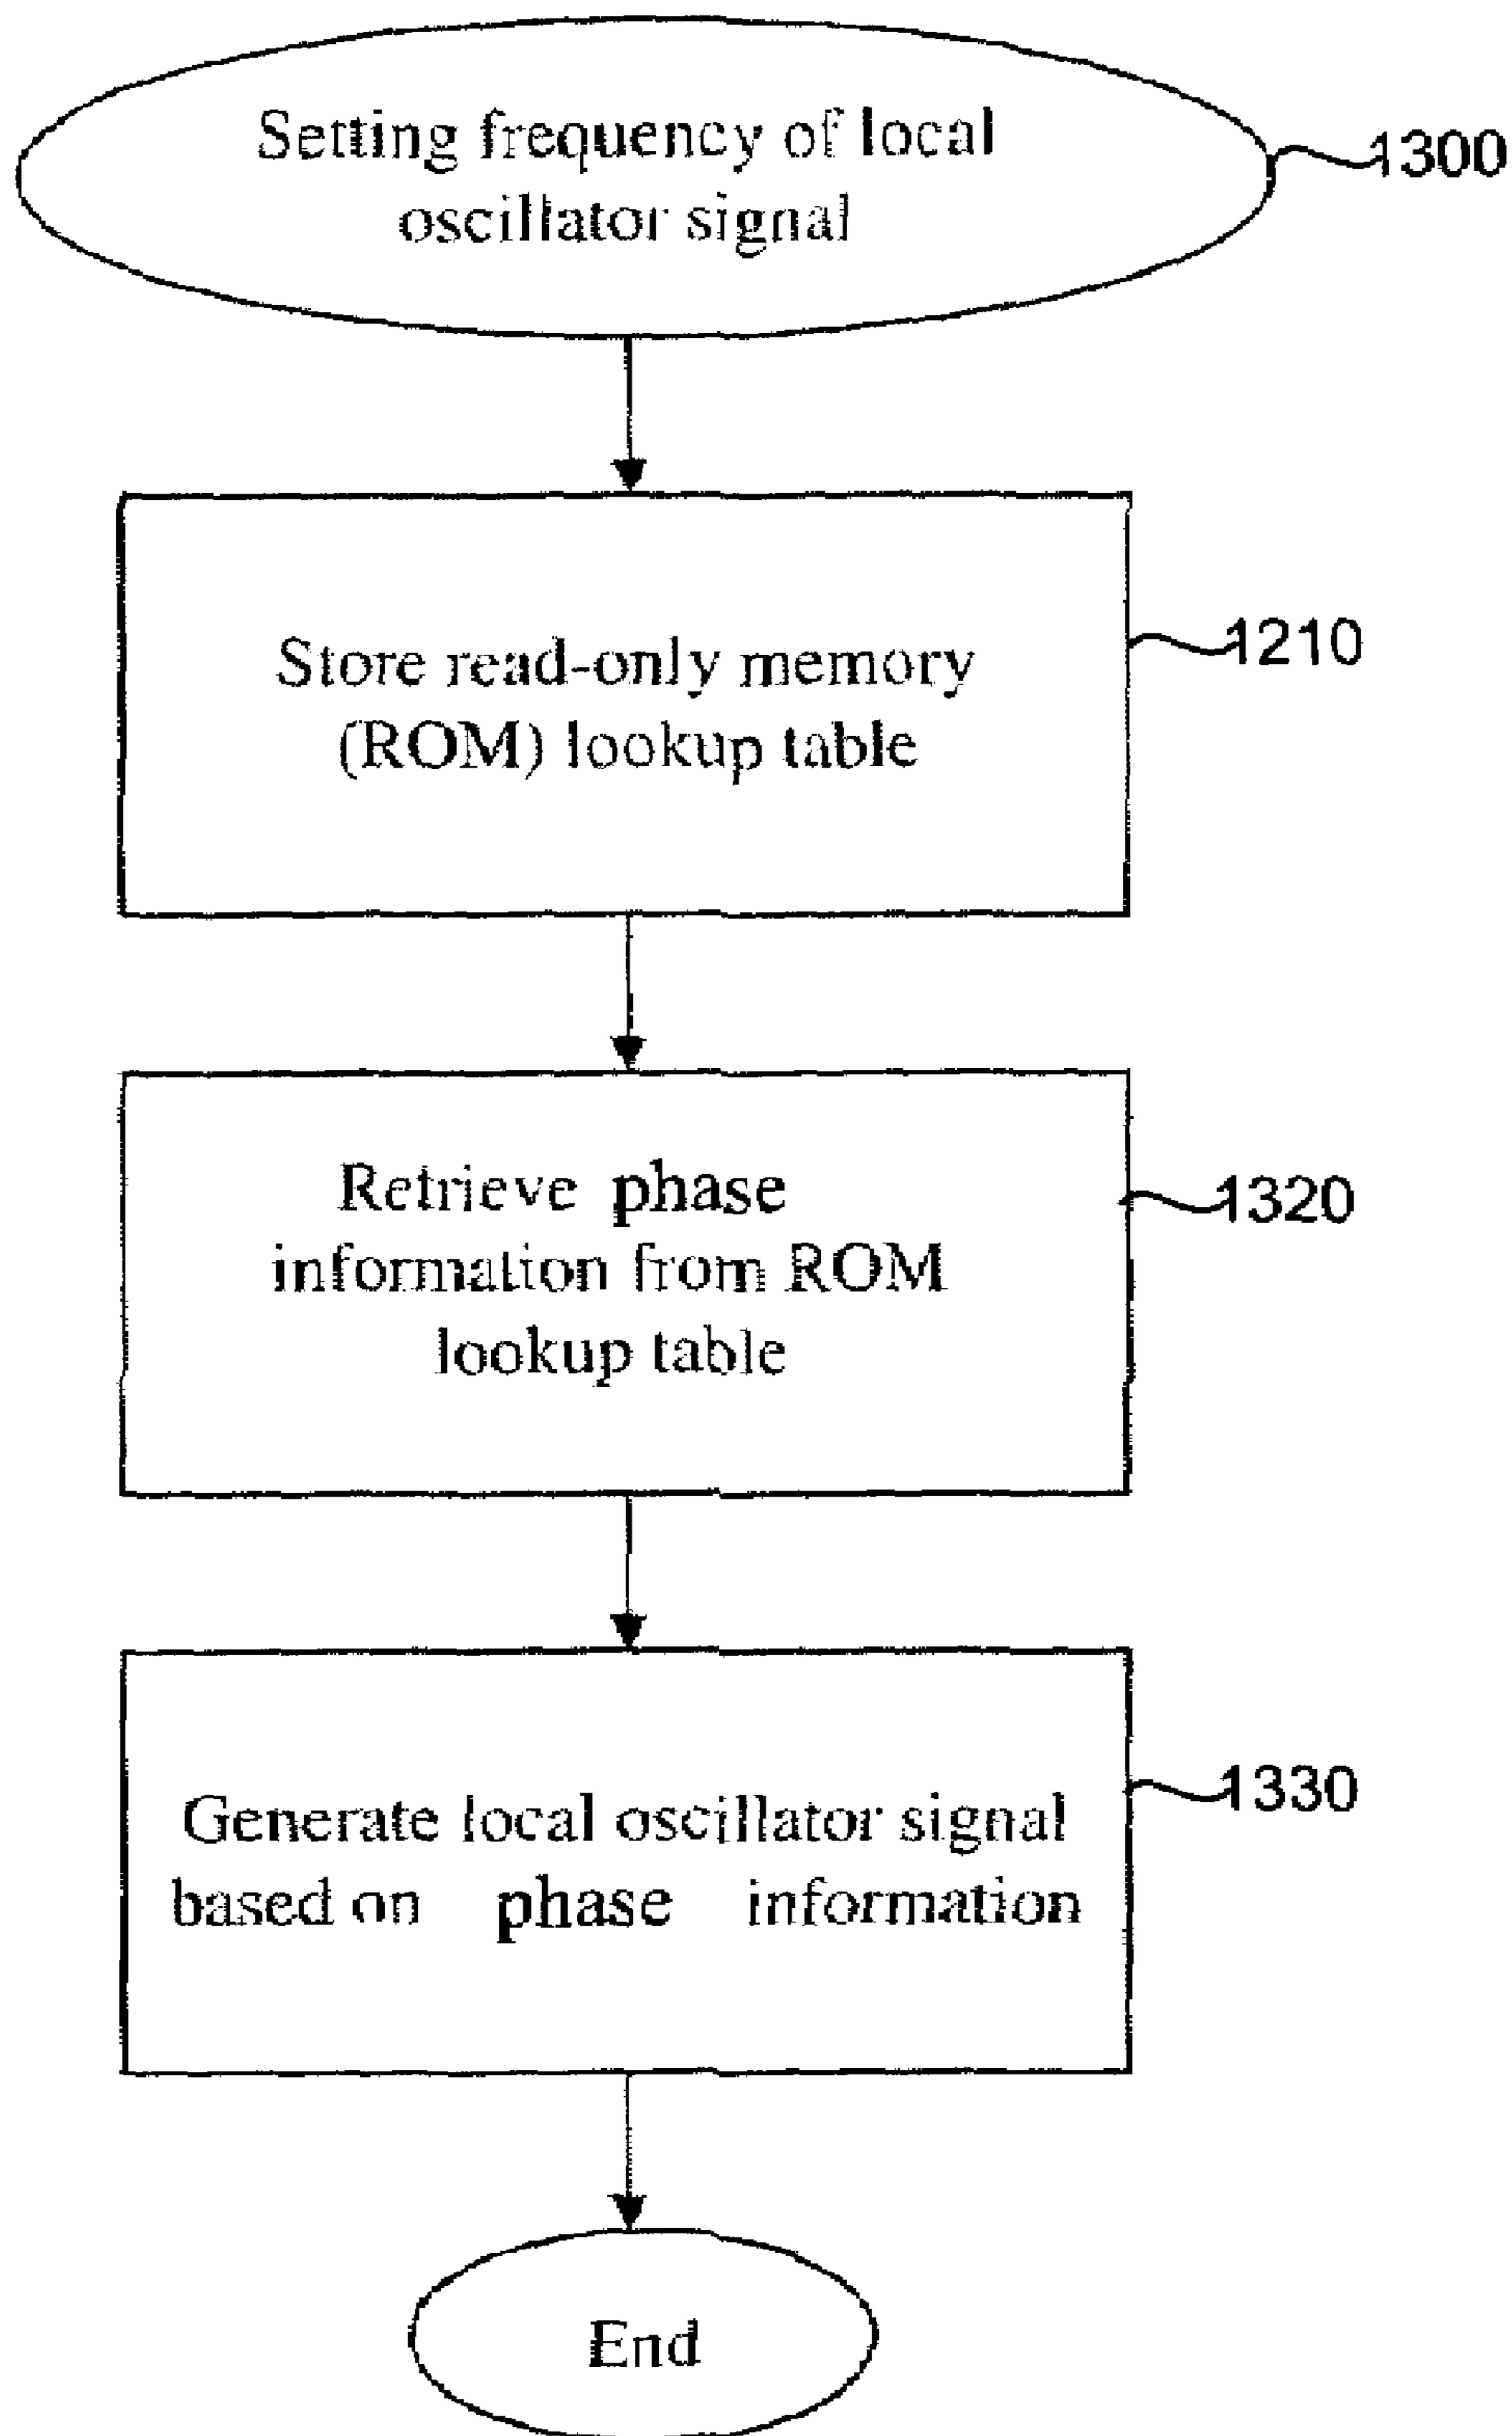 Setting frequency of local
oscillator signal
1300
Store read-only memory
(ROM) lookup table
1210
Retrieve phase
information from ROM
lookup table
1320
Generate local oscillator signal
based on phase information
1330
End